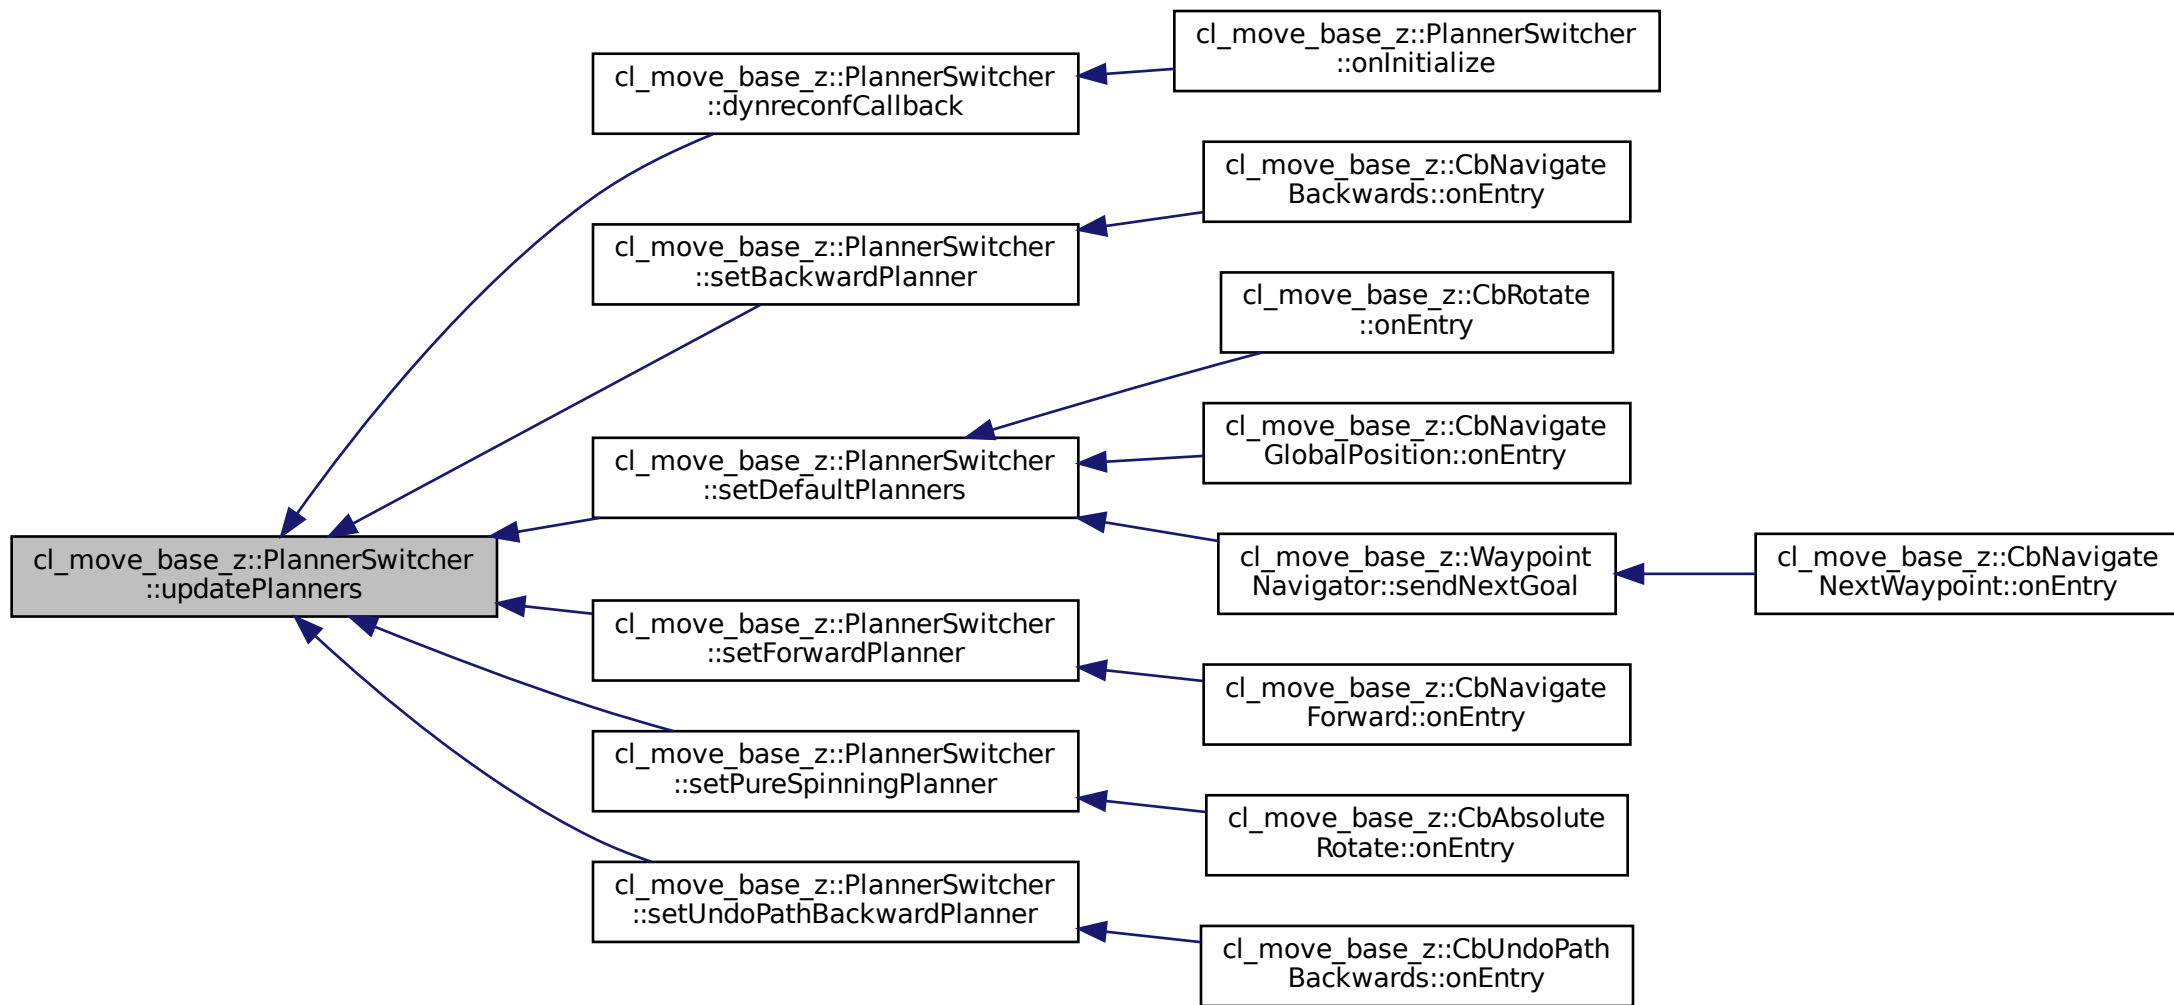 cl_move_base_z::PlannerSwitcher
::updatePlanners
cl_move_base_z::PlannerSwitcher
::dynreconfCallback
cl_move_base_z::PlannerSwitcher
::onInitialize
cl_move_base_z::PlannerSwitcher
::setBackwardPlanner
cl_move_base_z::CbNavigate
Backwards::onEntry
cl_move_base_z::PlannerSwitcher
::setDefaultPlanners
cl_move_base_z::CbRotate
::onEntry
cl_move_base_z::CbNavigate
GlobalPosition::onEntry
cl_move_base_z::Waypoint
Navigator::sendNextGoal
cl_move_base_z::CbNavigate
NextWaypoint::onEntry
cl_move_base_z::PlannerSwitcher
::setForwardPlanner
cl_move_base_z::CbNavigate
Forward::onEntry
cl_move_base_z::PlannerSwitcher
::setPureSpinningPlanner
cl_move_base_z::CbAbsolute
Rotate::onEntry
cl_move_base_z::PlannerSwitcher
::setUndoPathBackwardPlanner
cl_move_base_z::CbUndoPath
Backwards::onEntry